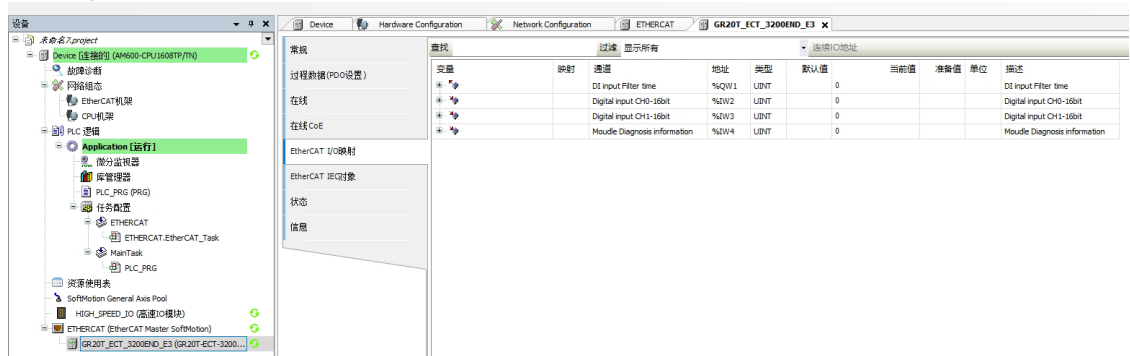 设备
Device
Hardware Configuration
Network Configuration
ETHERCAT
GR20T_ECT_3200END_E3
未命名7.project
Device [连接的] (AM600-CPU1608TP/TN)
故障诊断
网络组态
EtherCAT机架
CPU机架
PLC 逻辑
Application [运行]
微分监视器
库管理器
PLC_PRG (PRG)
任务配置
ETHERCAT
ETHERCAT.EtherCAT_Task
MainTask
PLC_PRG
资源使用表
SoftMotion General Axis Pool
HIGH_SPEED_IO (高速IO模块)
ETHERCAT (EtherCAT Master SoftMotion)
GR20T_ECT_3200END_E3 (GR20T-ECT-3200...
常规
过程数据(PDO设置)
在线
在线CoE
EtherCAT I/O映射
EtherCAT IEC对象
状态
信息
查找 过滤 显示所有 连续IO地址
变量 映射 通道 地址 类型 默认值 当前值 准备值 单位 描述
DI input Filter time %QW1 UINT 0 DI input Filter time
Digital input CH0-16bit %IW2 UINT 0 Digital input CH0-16bit
Digital input CH1-16bit %IW3 UINT 0 Digital input CH1-16bit
Moudle Diagnosis information %IW4 UINT 0 Moudle Diagnosis information